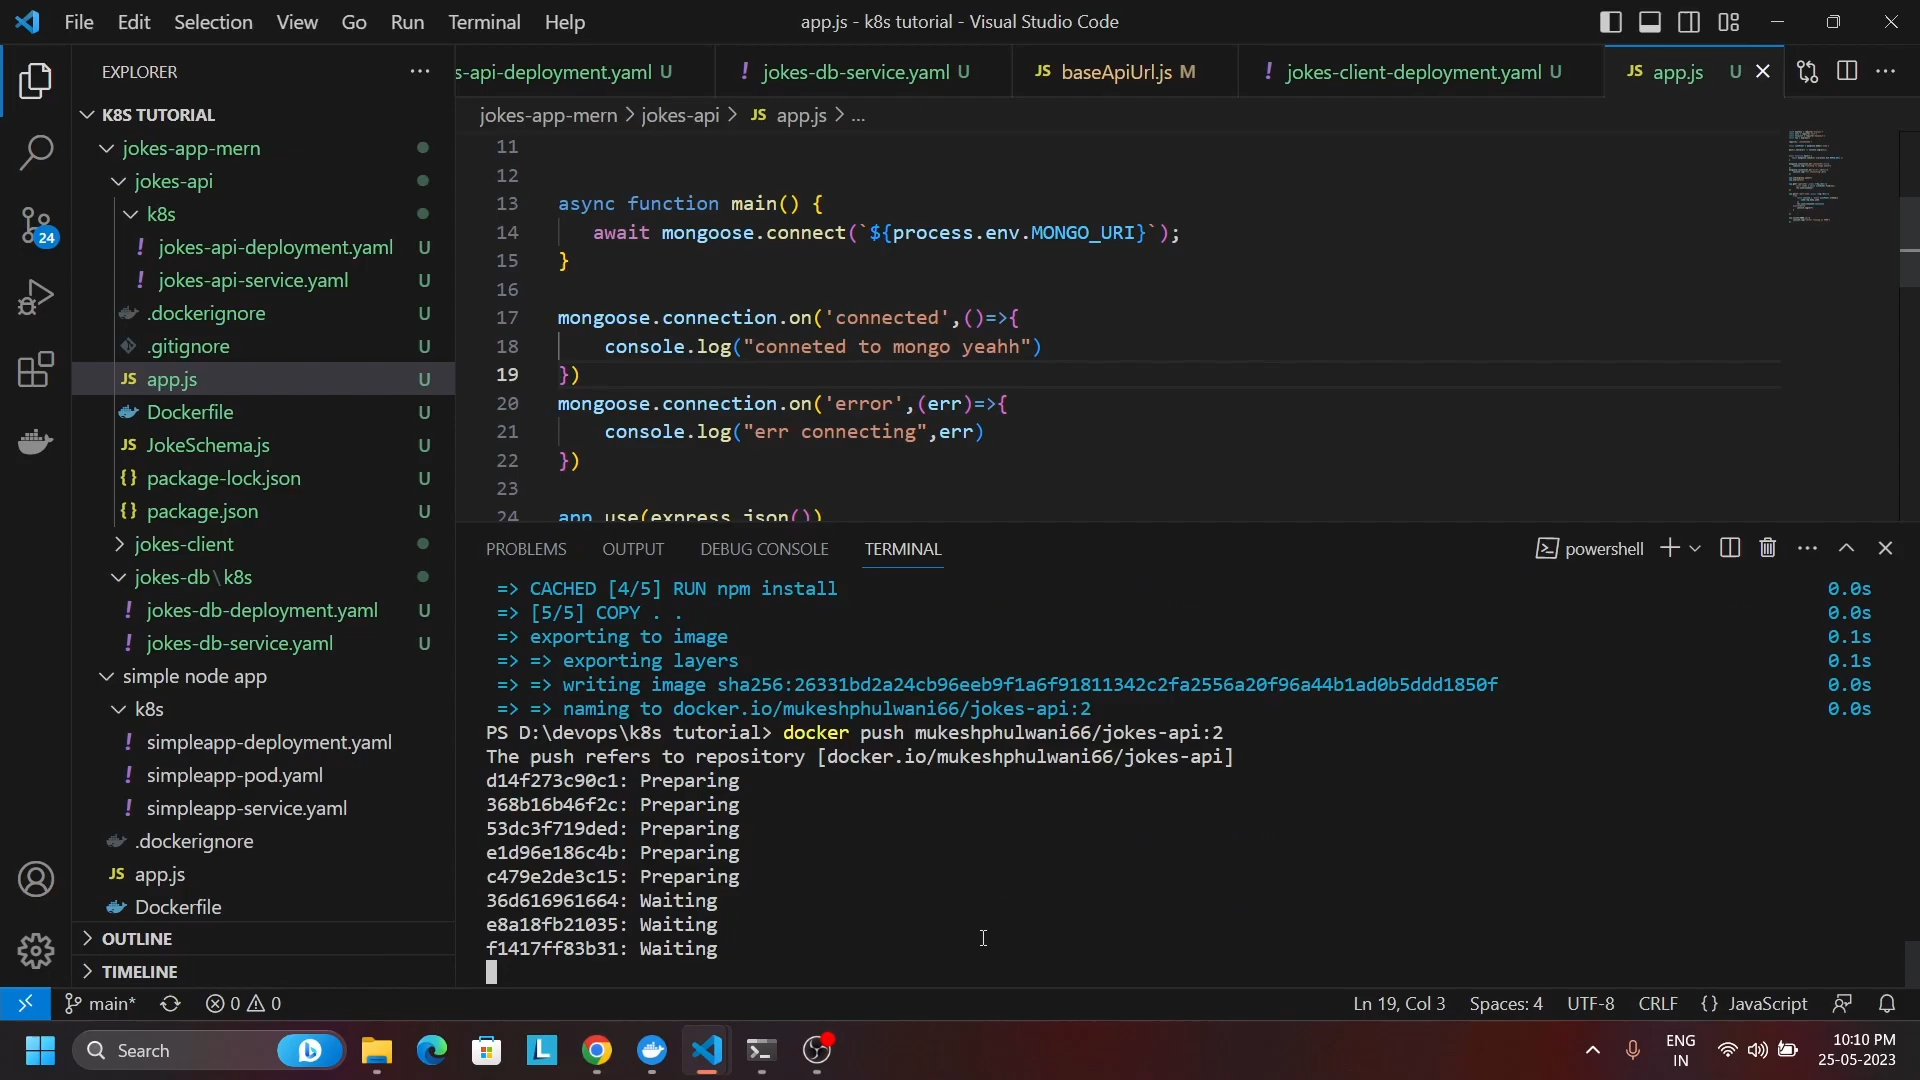 File Edit Selection View Go Run Terminal Help
app.js - k8s tutorial - Visual Studio Code
EXPLORER
K8S TUTORIAL
jokes-app-mern
jokes-api
k8s
! jokes-api-deployment.yaml U
! jokes-api-service.yaml U
.dockerignore U
.gitignore U
JS app.js U
Dockerfile U
JS JokeSchema.js U
{} package-lock.json U
{} package.json U
jokes-client
jokes-db\k8s
! jokes-db-deployment.yaml U
! jokes-db-service.yaml U
simple node app
k8s
! simpleapp-deployment.yaml
! simpleapp-pod.yaml
! simpleapp-service.yaml
.dockerignore
JS app.js
Dockerfile
OUTLINE
TIMELINE
24
s-api-deployment.yaml U
! jokes-db-service.yaml U
JS baseApiUrl.js M
! jokes-client-deployment.yaml U
JS app.js U
jokes-app-mern > jokes-api > JS app.js > ...
11
12
13 async function main() {
14 await mongoose.connect(`${process.env.MONGO_URI}`);
15 }
16
17 mongoose.connection.on('connected',()=>{
18 console.log("conneted to mongo yeahh")
19 })
20 mongoose.connection.on('error',(err)=>{
21 console.log("err connecting",err)
22 })
23
24 app.use(express.json())
PROBLEMS OUTPUT DEBUG CONSOLE TERMINAL
powershell
=> CACHED [4/5] RUN npm install 0.0s
=> [5/5] COPY . . 0.0s
=> exporting to image 0.1s
=> => exporting layers 0.1s
=> => writing image sha256:26331bd2a24cb96eeb9f1a6f91811342c2fa2556a20f96a44b1ad0b5ddd1850f 0.0s
=> => naming to docker.io/mukeshphulwani66/jokes-api:2 0.0s
PS D:\devops\k8s tutorial> docker push mukeshphulwani66/jokes-api:2
The push refers to repository [docker.io/mukeshphulwani66/jokes-api]
d14f273c90c1: Preparing
368b16b46f2c: Preparing
53dc3f719ded: Preparing
e1d96e186c4b: Preparing
c479e2de3c15: Preparing
36d616961664: Waiting
e8a18fb21035: Waiting
f1417ff83b31: Waiting
main* 0 0
Ln 19, Col 3 Spaces: 4 UTF-8 CRLF {} JavaScript
Search
L
ENG
IN
10:10 PM
25-05-2023